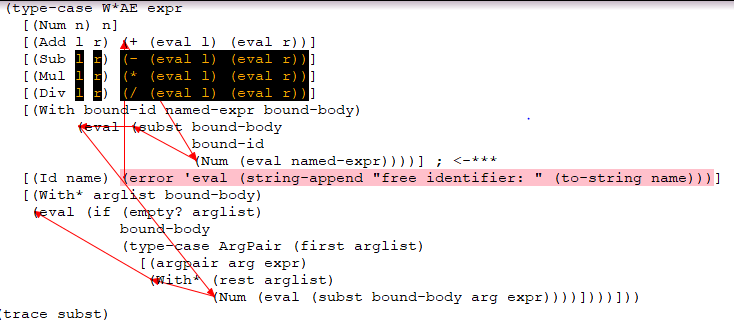 (type-case W*AE expr
[(Num n) n]
[(Add l r) (+ (eval l) (eval r))]
[(Sub l r) (- (eval l) (eval r))]
[(Mul l r) (* (eval l) (eval r))]
[(Div l r) (/ (eval l) (eval r))]
[(With bound-id named-expr bound-body)
(eval (subst bound-body
bound-id
(Num (eval named-expr))))] ; <-***
[(Id name) (error 'eval (string-append "free identifier: " (to-string name)))]
[(With* arglist bound-body)
(eval (if (empty? arglist)
bound-body
(type-case ArgPair (first arglist)
[(argpair arg expr)
(With* (rest arglist)
(Num (eval (subst bound-body arg expr))))])))]))
(trace subst)